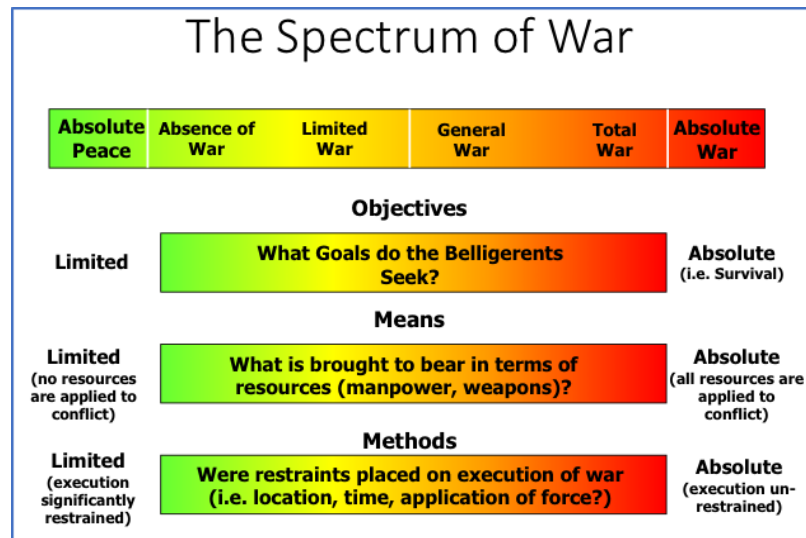 The Spectrum of War
Absolute Peace
Absence of War
Limited War
General War
Total War
Absolute War
Objectives
Limited
What Goals do the Belligerents
Seek?
Absolute
(i.e. Survival)
Means
Limited
(no resources
are applied to
conflict)
What is brought to bear in terms of
resources (manpower, weapons)?
Absolute
(all resources are
applied to
conflict)
Methods
Limited
(execution
significantly
restrained)
Were restraints placed on execution of war
(i.e. location, time, application of force?)
Absolute
(execution un-
restrained)